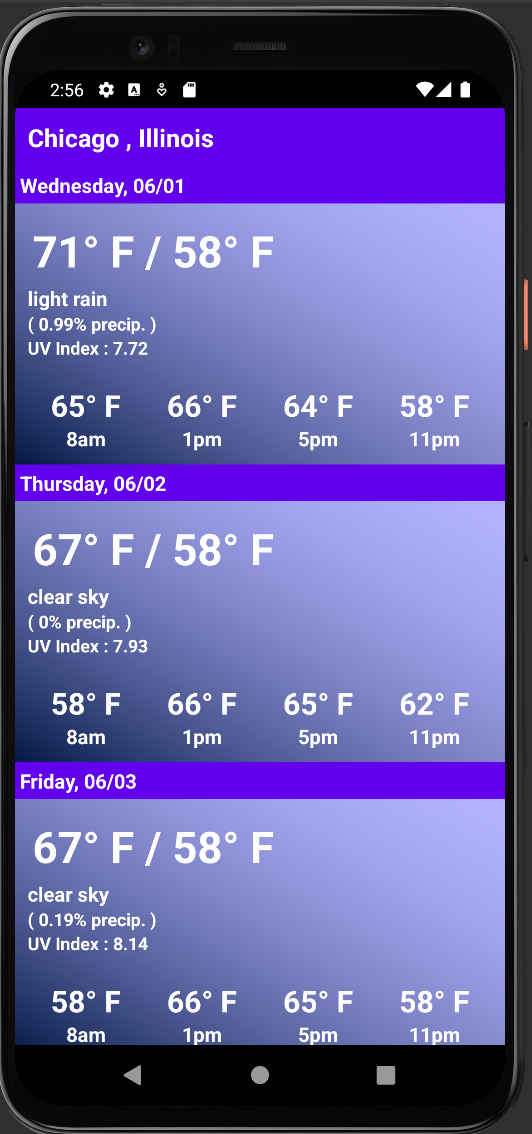 2:56
Chicago , Illinois
Wednesday, 06/01
71° F / 58° F
light rain
( 0.99% precip. )
UV Index : 7.72
65° F 66° F 64° F 58° F
8am 1pm 5pm 11pm
Thursday, 06/02
67° F / 58° F
clear sky
( 0% precip. )
UV Index : 7.93
58° F 66° F 65° F 62° F
8am 1pm 5pm 11pm
Friday, 06/03
67° F / 58° F
clear sky
( 0.19% precip. )
UV Index : 8.14
58° F 66° F 65° F 58° F
8am 1pm 5pm 11pm